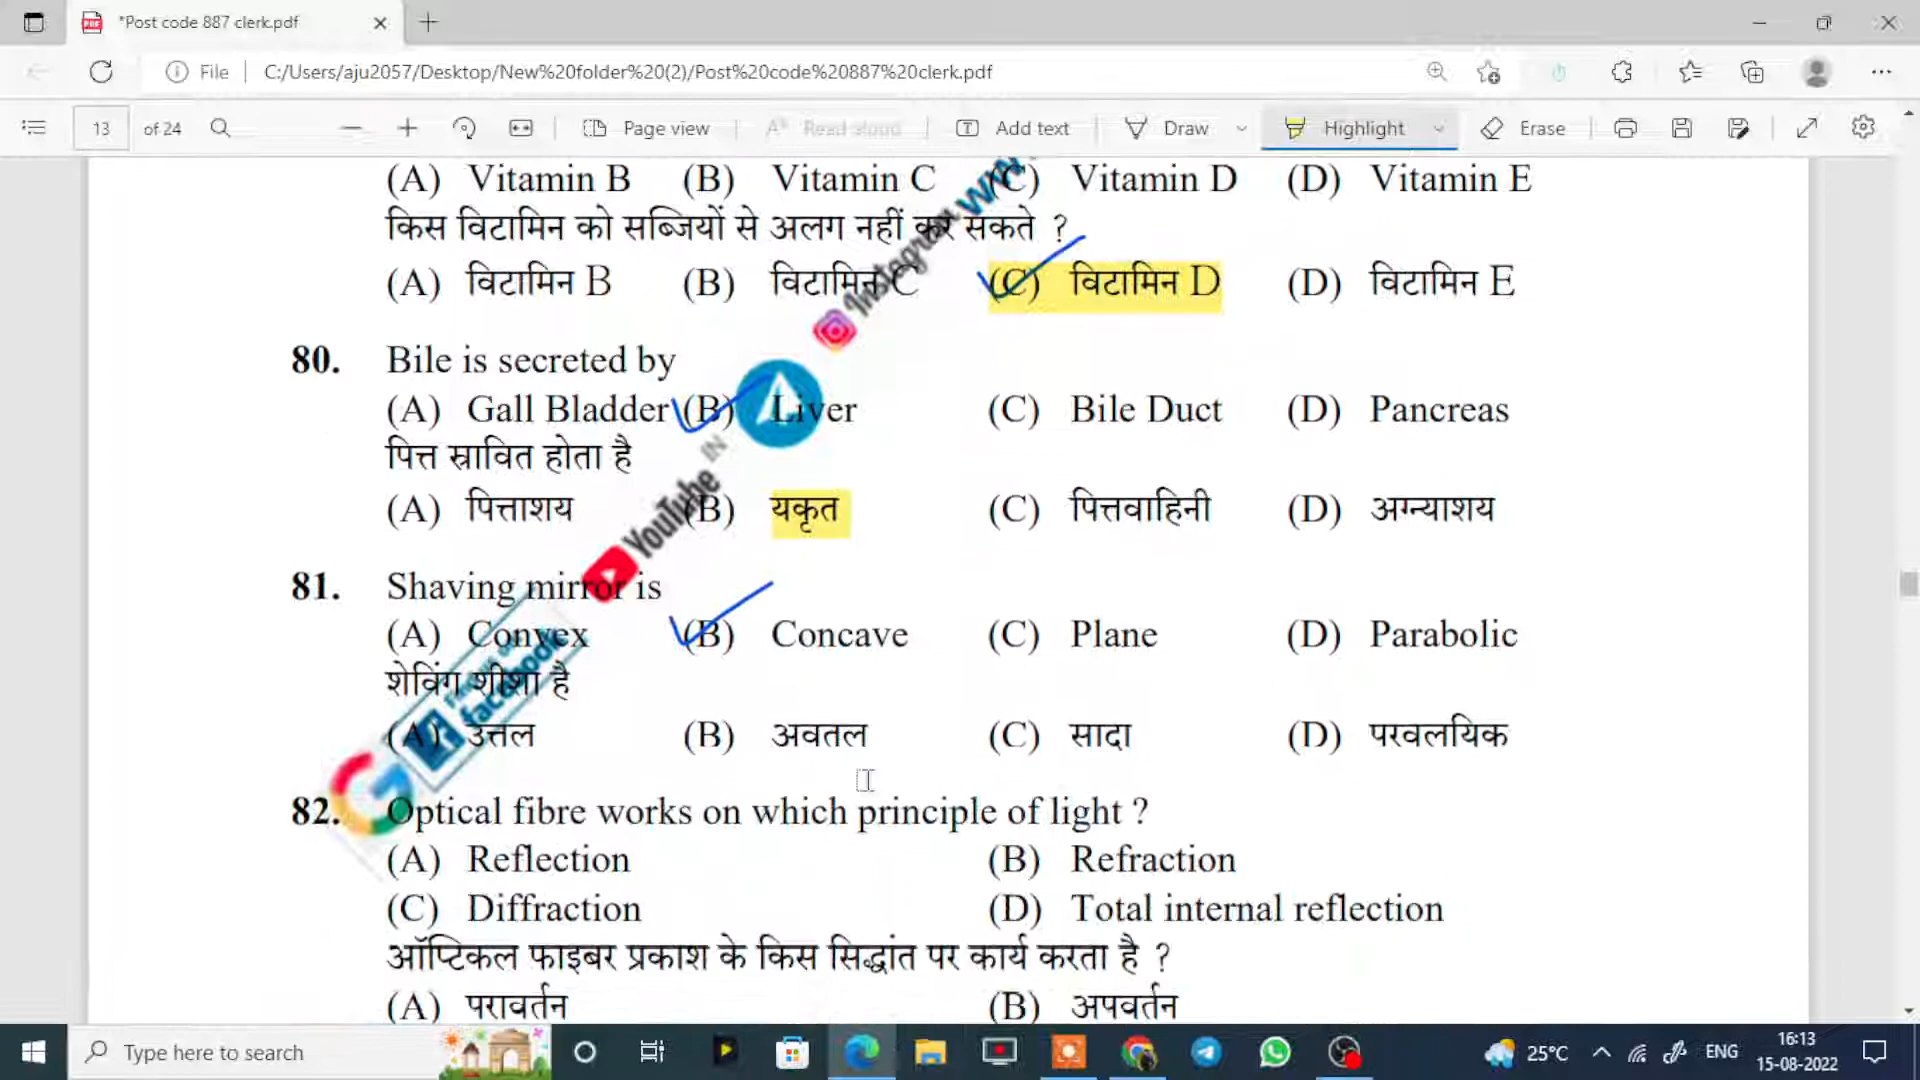 *Post code 887 clerk.pdf
File C:/Users/aju2057/Desktop/New%20folder%20(2)/Post%20code%20887%20clerk.pdf
13 of 24 Page view Read aloud Add text Draw Highlight Erase
(A) Vitamin B (B) Vitamin C (C) Vitamin D (D) Vitamin E
किस विटामिन को सब्जियों से अलग नहीं कर सकते ?
(A) विटामिन B (B) विटामिन C (C) विटामिन D (D) विटामिन E
80. Bile is secreted by
(A) Gall Bladder (B) Liver (C) Bile Duct (D) Pancreas
पित्त स्रावित होता है
(A) पित्ताशय (B) यकृत (C) पित्तवाहिनी (D) अग्न्याशय
81. Shaving mirror is
(A) Convex (B) Concave (C) Plane (D) Parabolic
शेविंग शीशा है
(A) उत्तल (B) अवतल (C) सादा (D) परवलयिक
82. Optical fibre works on which principle of light ?
(A) Reflection (B) Refraction
(C) Diffraction (D) Total internal reflection
ऑप्टिकल फाइबर प्रकाश के किस सिद्धांत पर कार्य करता है ?
(A) परावर्तन (B) अपवर्तन
WWW
Instagram
IN
YouTube
facebook
Type here to search
25°C ENG 16:13
15-08-2022